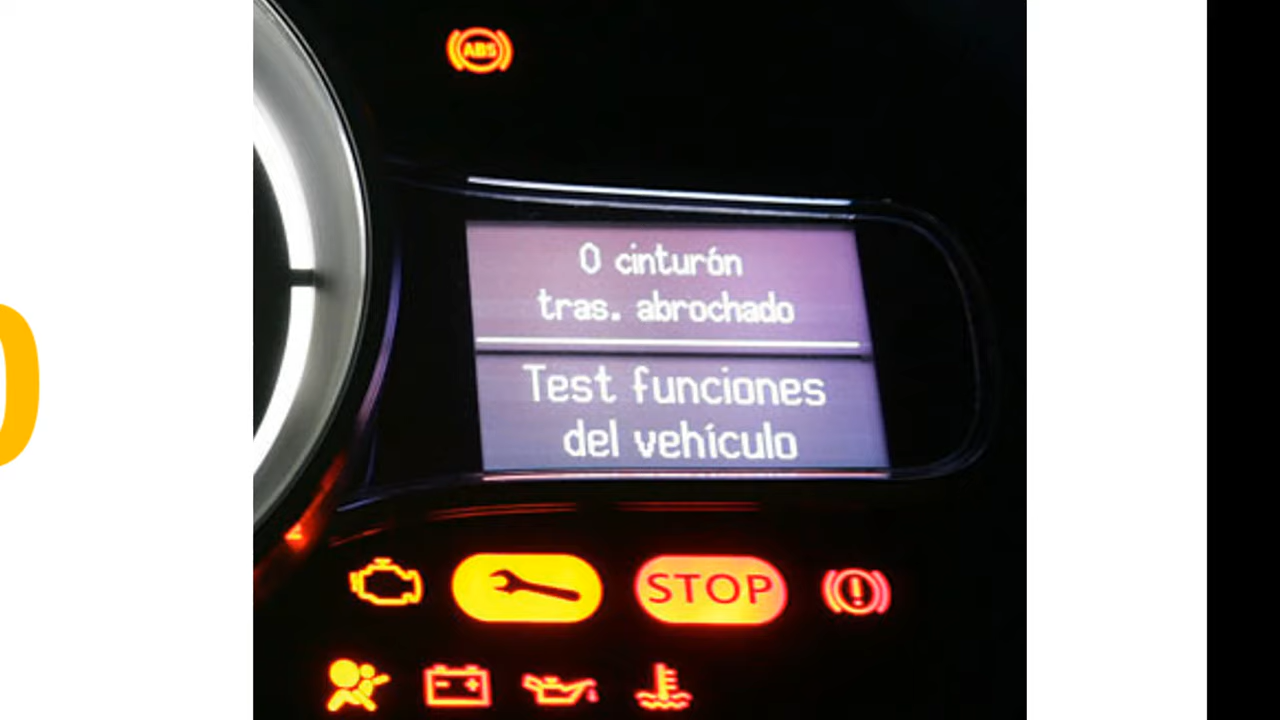 ABS
0 cinturón
tras. abrochado
Test funciones
del vehículo
STOP